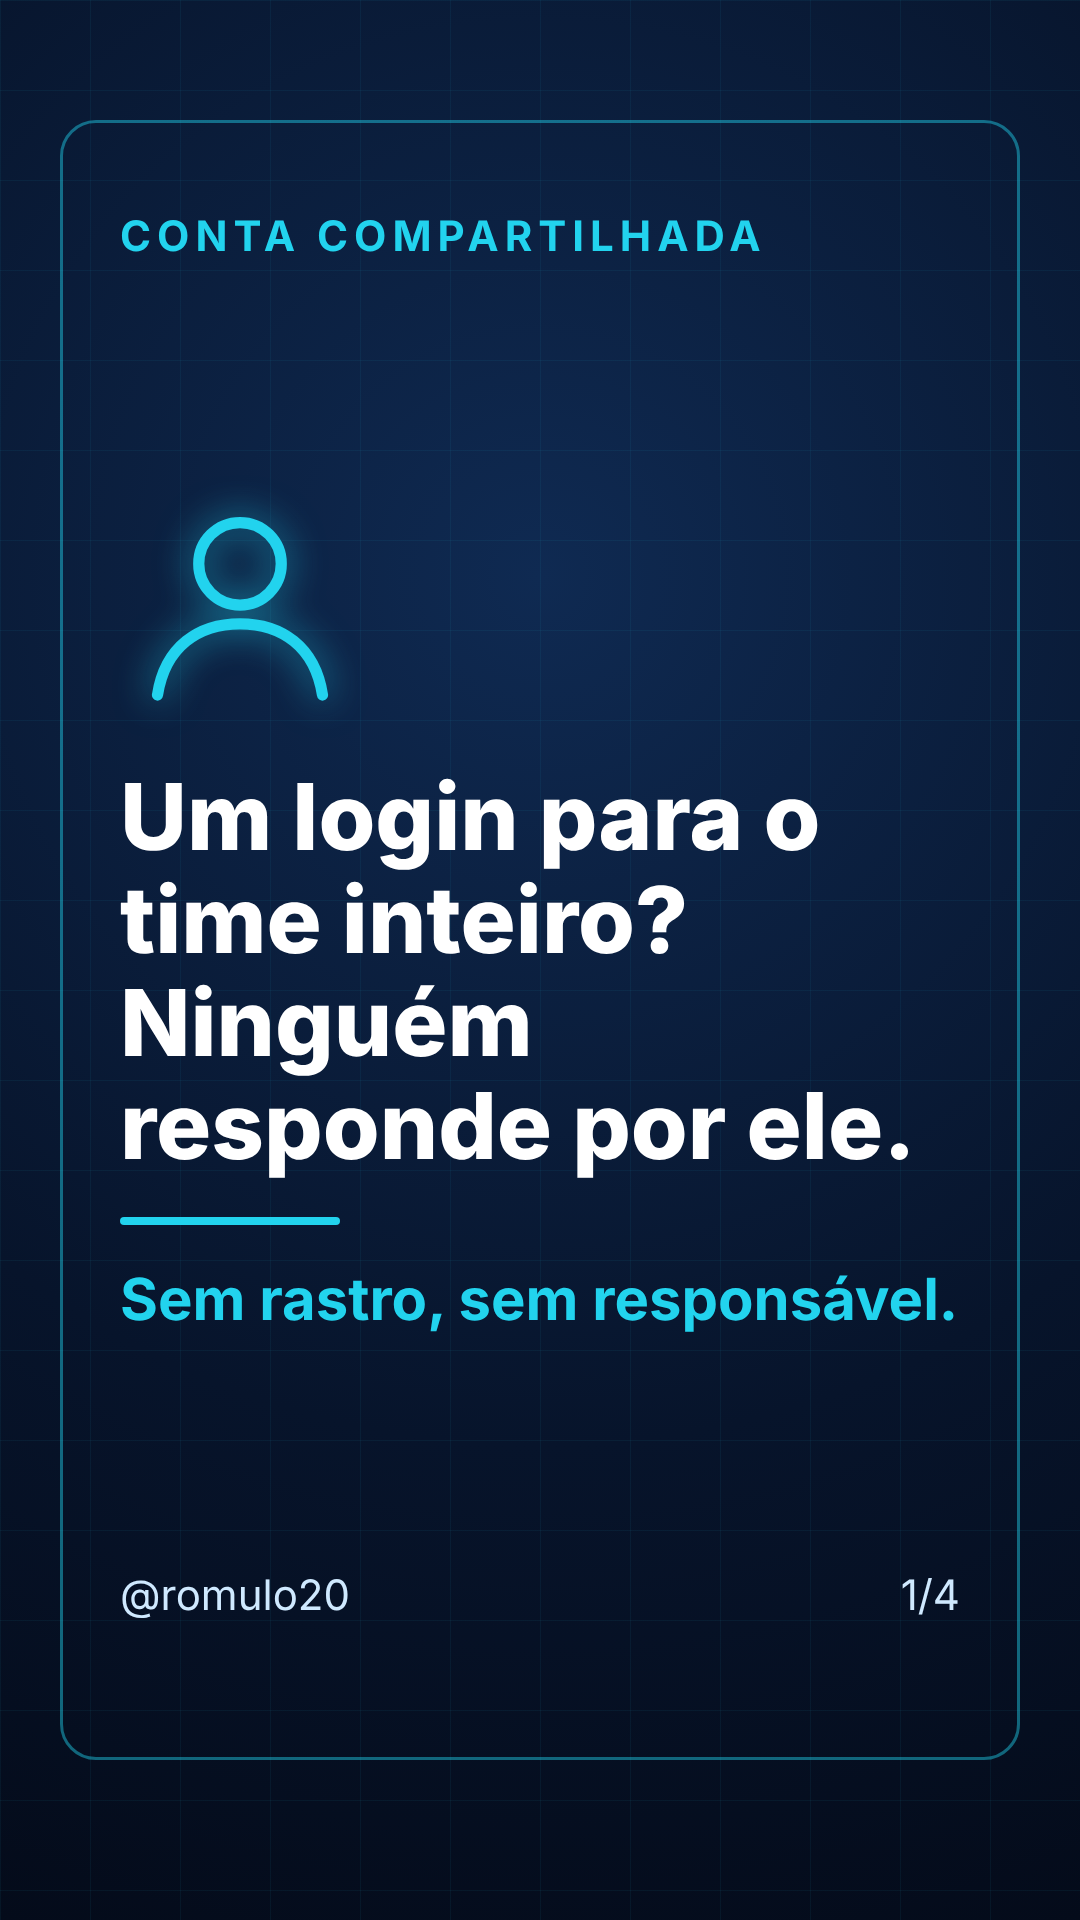 CONTA COMPARTILHADA
Um login para o
time inteiro?
Ninguém
responde por ele.
Sem rastro, sem responsável.
@romulo20
1/4